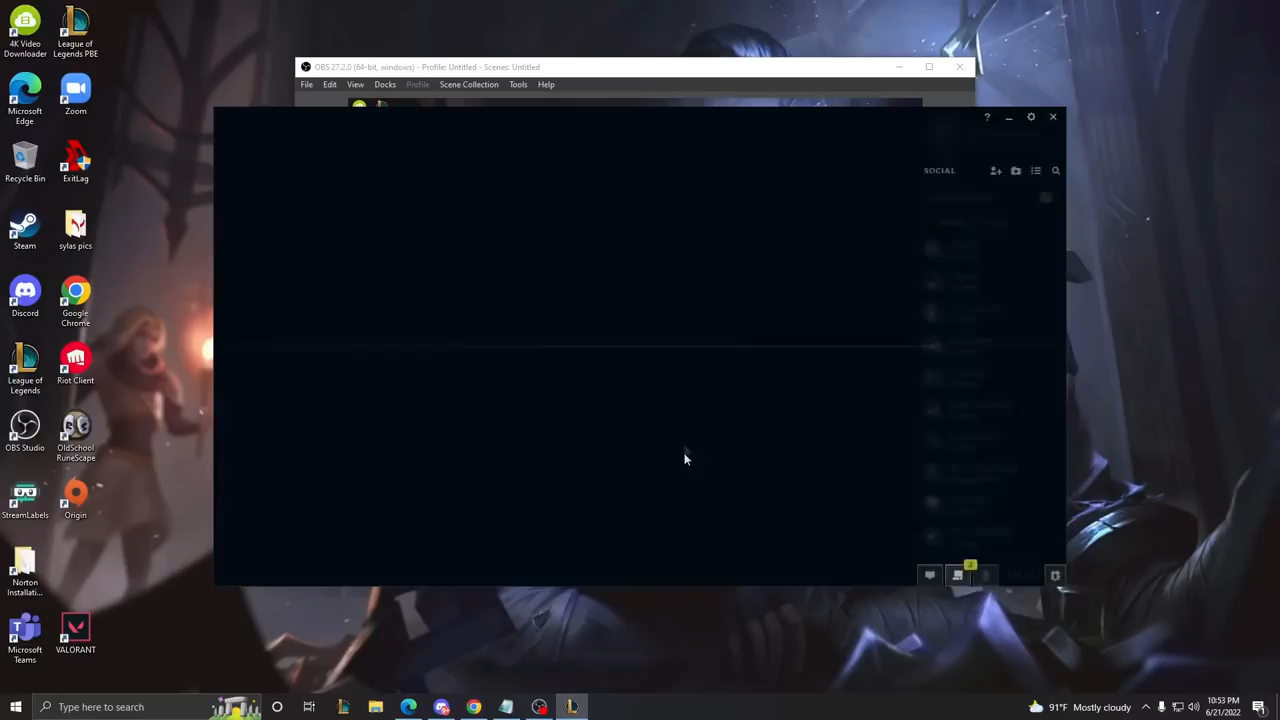 4K Video
Downloader
League of
Legends PBE
Microsoft
Edge
Zoom
Recycle Bin
ExitLag
Steam
sylas pics
Discord
Google
Chrome
League of
Legends
Riot Client
OBS Studio
OldSchool
RuneScape
StreamLabels
Origin
Norton
Installati...
Microsoft
Teams
VALORANT
OBS 27.2.0 (64-bit, windows) - Profile: Untitled - Scenes: Untitled
File Edit View Docks Profile Scene Collection Tools Help
?
SOCIAL
3
Type here to search
91°F Mostly cloudy
10:53 PM
6/21/2022